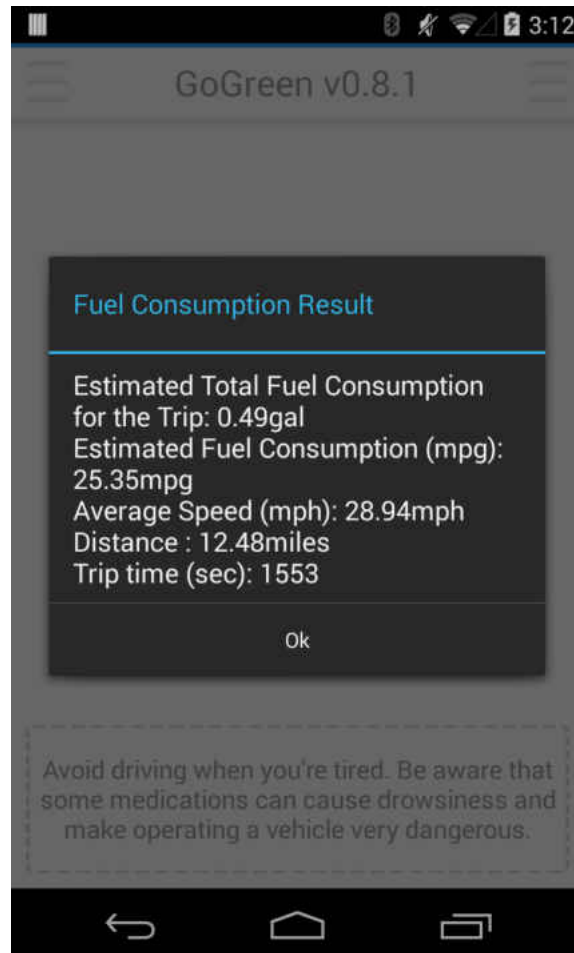 3:12
GoGreen v0.8.1
Fuel Consumption Result
Estimated Total Fuel Consumption
for the Trip: 0.49gal
Estimated Fuel Consumption (mpg):
25.35mpg
Average Speed (mph): 28.94mph
Distance : 12.48miles
Trip time (sec): 1553
Ok
Avoid driving when you're tired. Be aware that
some medications can cause drowsiness and
make operating a vehicle very dangerous.